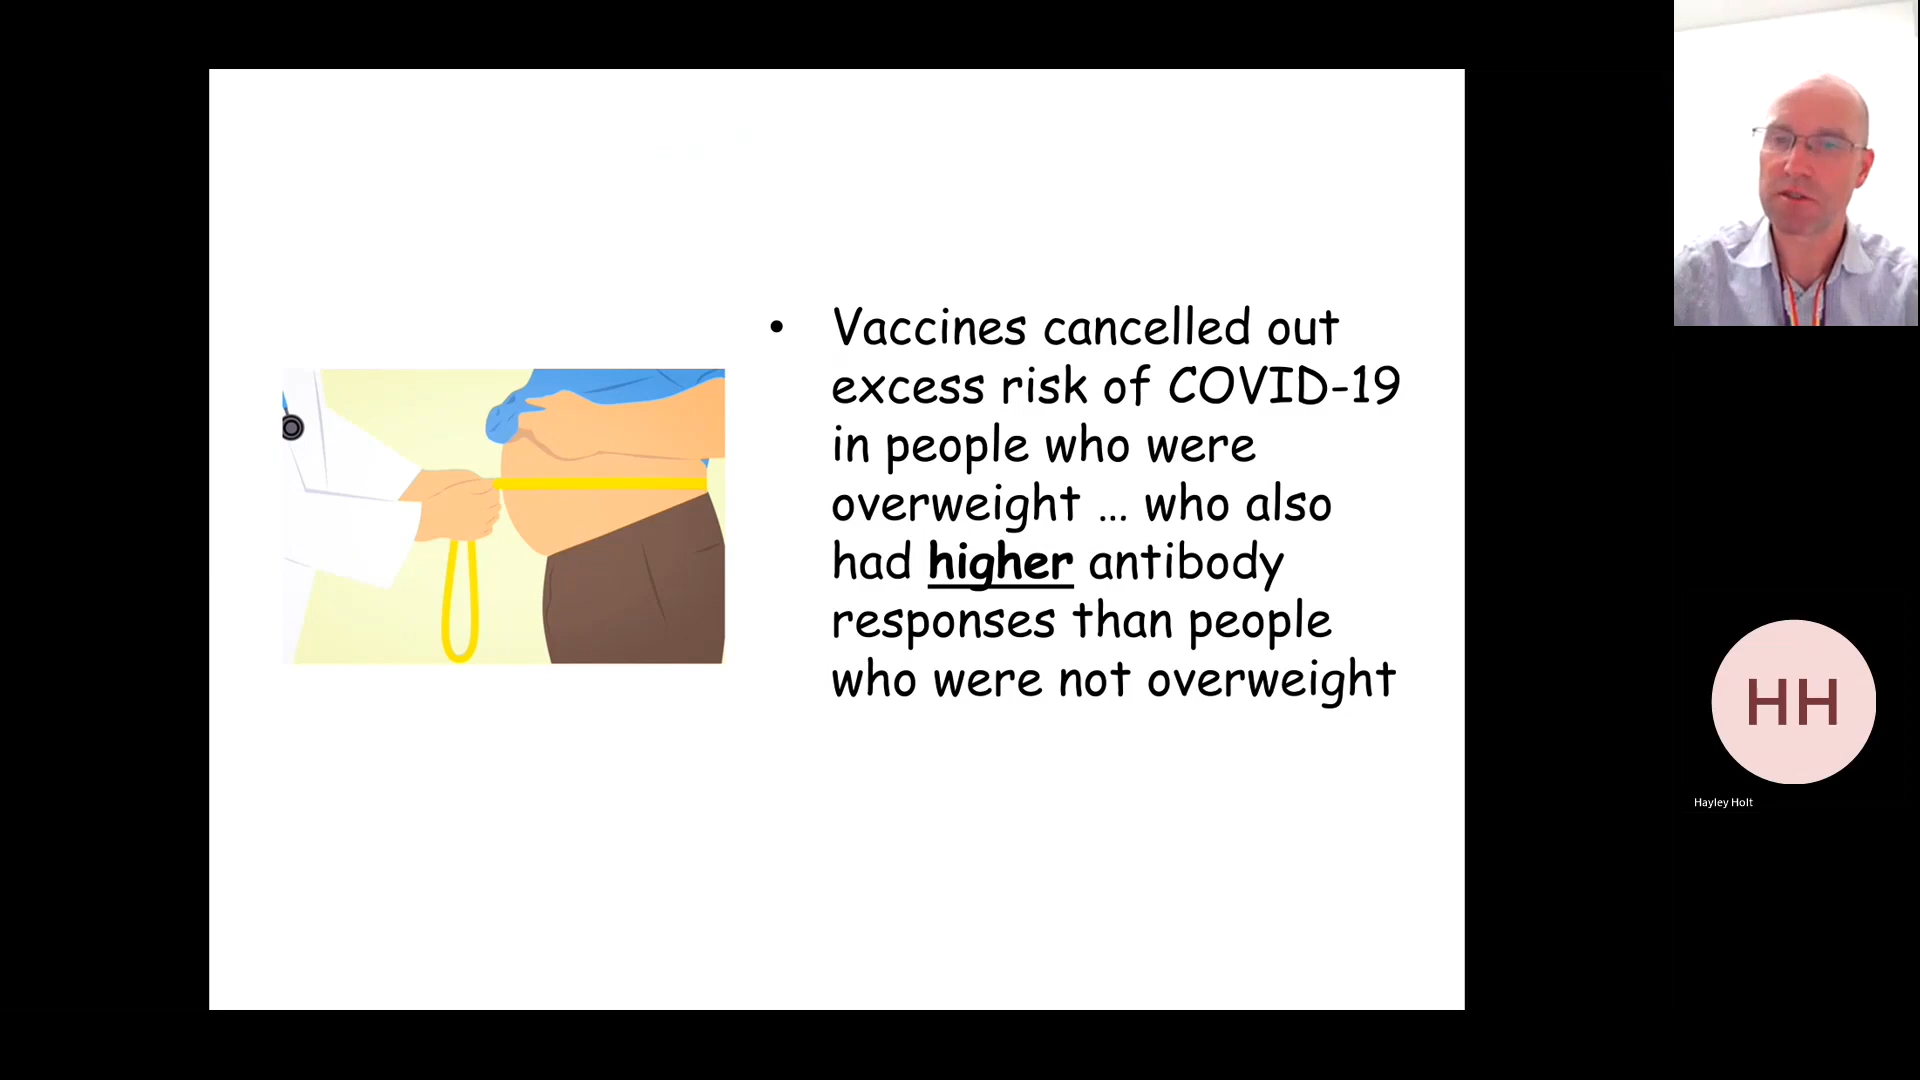 • Vaccines cancelled out
excess risk of COVID-19
in people who were
overweight ... who also
had higher antibody
responses than people
who were not overweight
HH
Hayley Holt